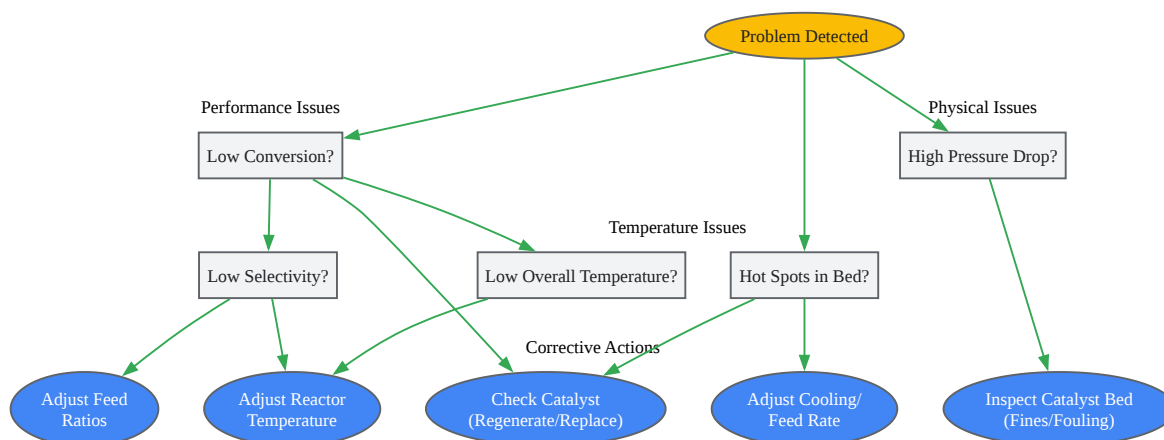 Problem Detected
Performance Issues
Physical Issues
Low Conversion?
High Pressure Drop?
Temperature Issues
Low Selectivity?
Low Overall Temperature?
Hot Spots in Bed?
Corrective Actions
Adjust Feed
Ratios
Adjust Reactor
Temperature
Check Catalyst
(Regenerate/Replace)
Adjust Cooling/
Feed Rate
Inspect Catalyst Bed
(Fines/Fouling)